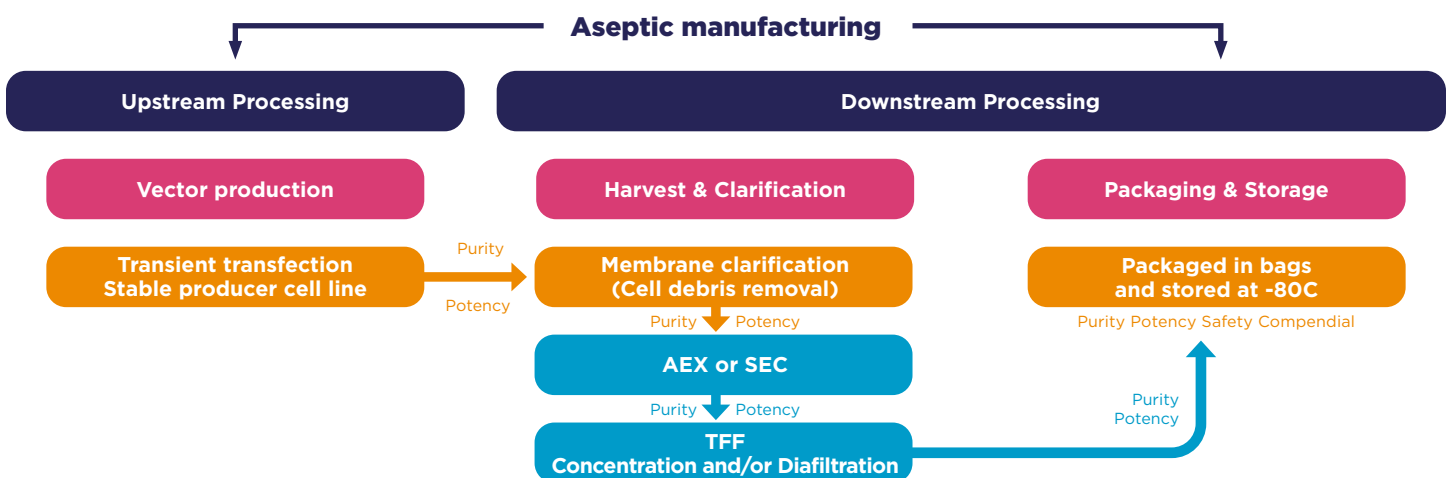 Aseptic manufacturing
Upstream Processing
Downstream Processing
Vector production
Harvest & Clarification
Packaging & Storage
Transient transfection
Stable producer cell line
Purity
Potency
Membrane clarification
(Cell debris removal)
Packaged in bags
and stored at -80C
Purity Potency
Purity Potency Safety Compendial
AEX or SEC
Purity Potency
Purity
Potency
TFF
Concentration and/or Diafiltration